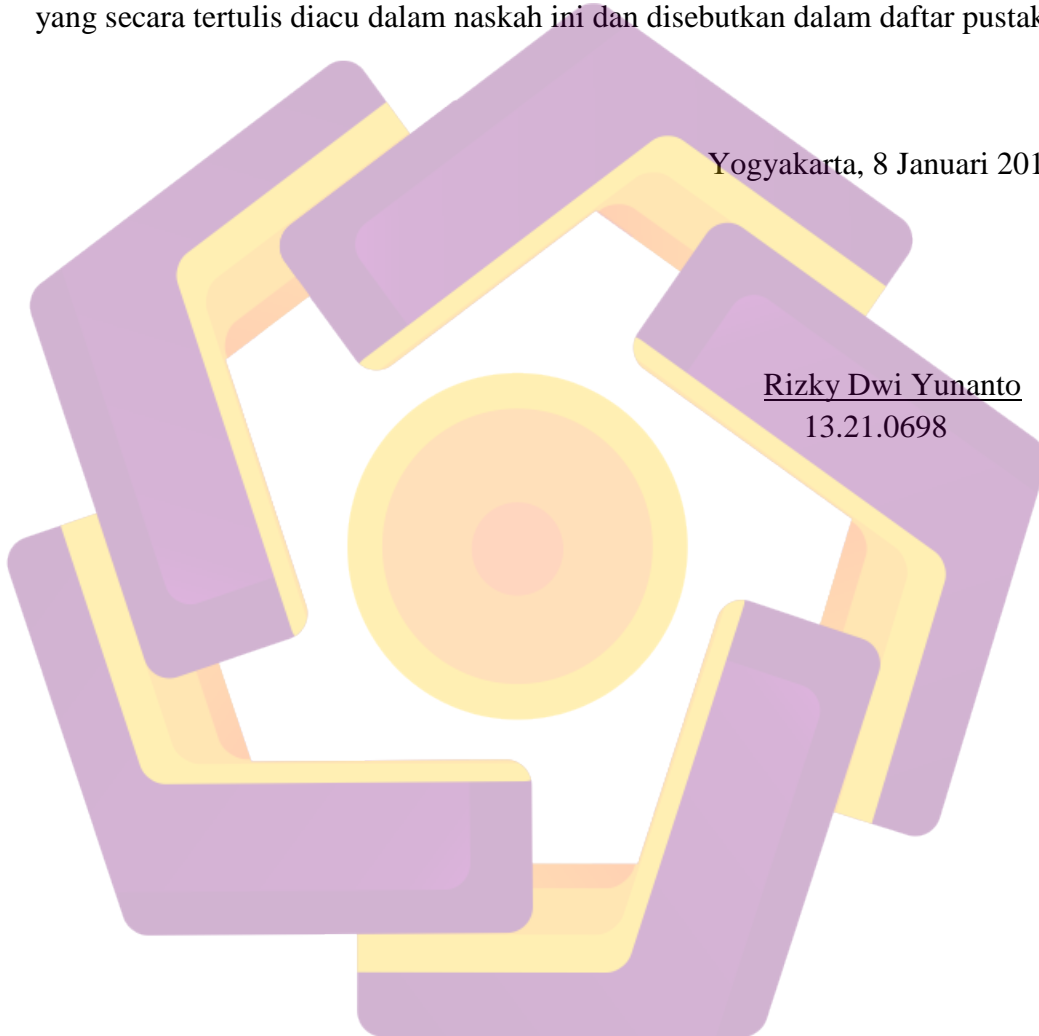 yang secara tertulis diacu dalam naskah ini dan disebutkan dalam daftar pustak
Yogyakarta, 8 Januari 201
Rizky Dwi Yunanto
13.21.0698